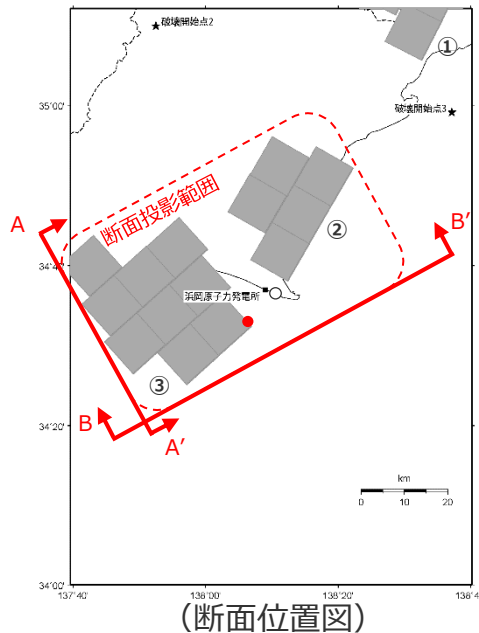 破壊開始点2
①
35°00'
破壊開始点3
断面投影範囲
A
B’
②
34°40'
浜岡原子力発電所
③
34°20'
B
A’
km
0 10 20
34°00'
137°40' 138°00' 138°20' 138°4
(断面位置図)